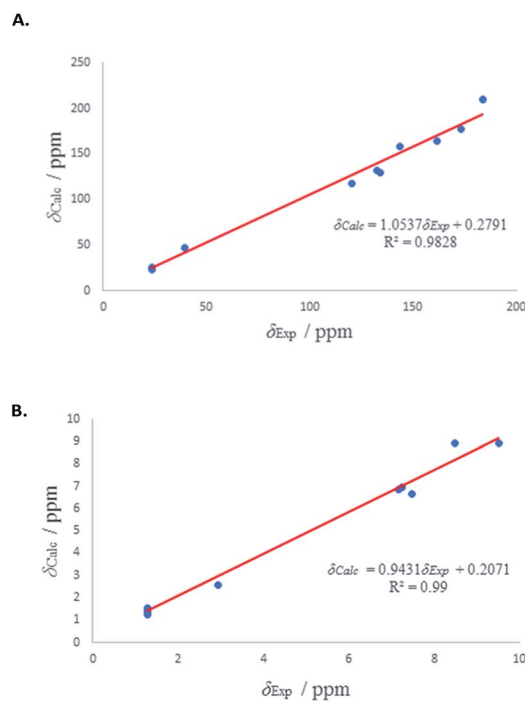 A.
250
200
150
100
50
0
0 50 100 150 200
δCalc / ppm
δExp / ppm
δCalc = 1.0537δExp + 0.2791
R² = 0.9828
B.
10
9
8
7
6
5
4
3
2
1
0
0 2 4 6 8 10
δCalc / ppm
δExp / ppm
δCalc = 0.9431δExp + 0.2071
R² = 0.99